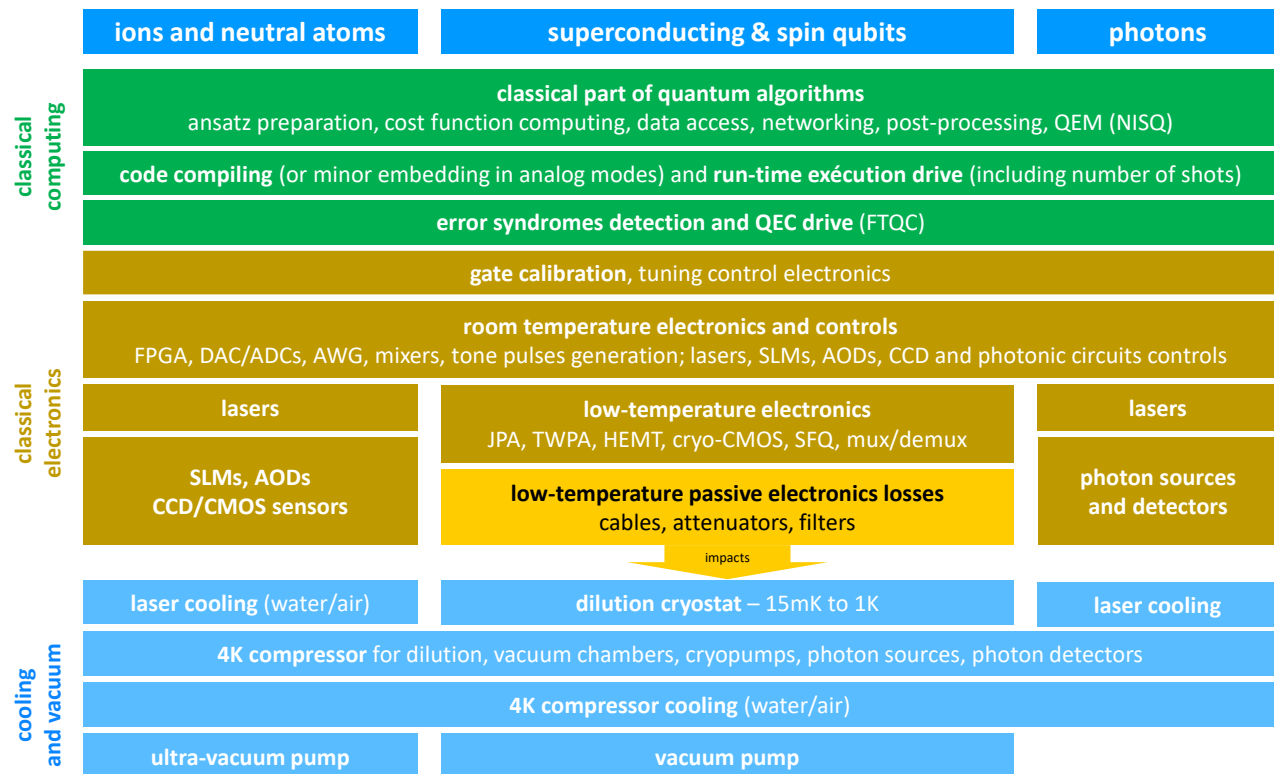 ions and neutral atoms
superconducting & spin qubits
photons
classical
computing
classical part of quantum algorithms
ansatz preparation, cost function computing, data access, networking, post-processing, QEM (NISQ)
code compiling (or minor embedding in analog modes) and run-time exécution drive (including number of shots)
error syndromes detection and QEC drive (FTQC)
classical
electronics
gate calibration, tuning control electronics
room temperature electronics and controls
FPGA, DAC/ADCs, AWG, mixers, tone pulses generation; lasers, SLMs, AODs, CCD and photonic circuits controls
lasers
low-temperature electronics
JPA, TWPA, HEMT, cryo-CMOS, SFQ, mux/demux
lasers
SLMs, AODs
CCD/CMOS sensors
low-temperature passive electronics losses
cables, attenuators, filters
photon sources
and detectors
impacts
cooling
and vacuum
laser cooling (water/air)
dilution cryostat – 15mK to 1K
laser cooling
4K compressor for dilution, vacuum chambers, cryopumps, photon sources, photon detectors
4K compressor cooling (water/air)
ultra-vacuum pump
vacuum pump